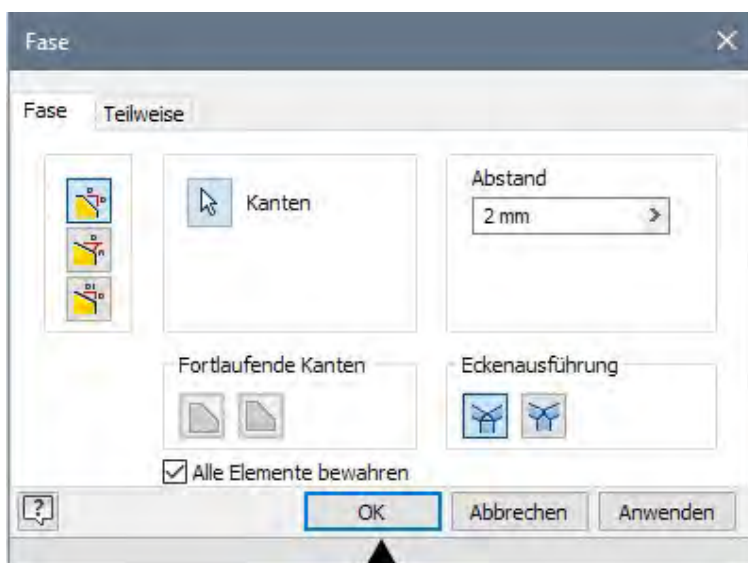 Fase
Fase Teilweise
Kanten
Abstand
2 mm
Fortlaufende Kanten
Eckenausführung
Alle Elemente bewahren
OK Abbrechen Anwenden